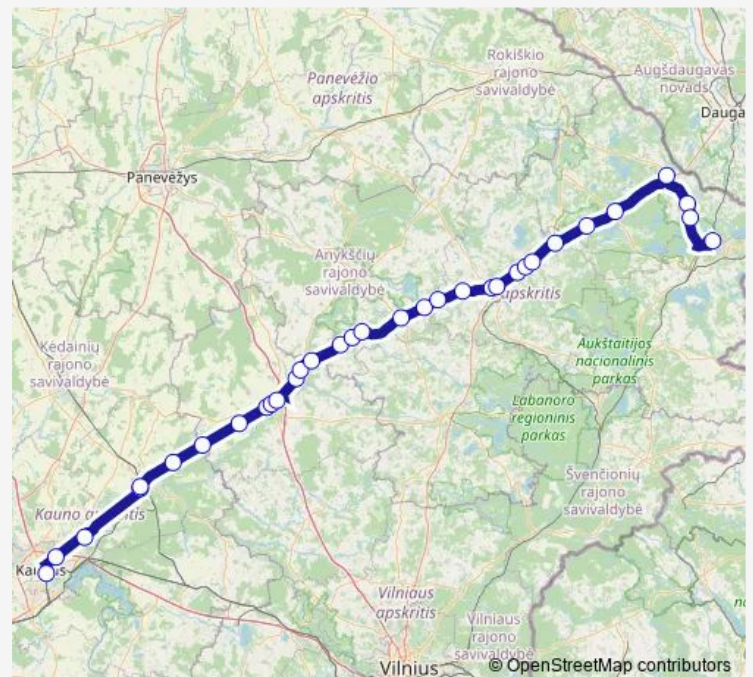 Rokiškio
rajono
savivaldybė
Augšdaugavas
novads
Panevėžio
apskritis
Dauga
Panevėžys
Anykščių
rajono
savivaldybė
apskritis
Aukštaitijos
nacionalinis
parkas
Kėdainių
rajono
savivaldybė
Labanoro
regioninis
parkas
Švenčionių
rajono
savivaldybė
Kauno
Vilniaus
apskritis
Vilniaus
rajono
savivaldybė
Vilnius
© OpenStreetMap contributors